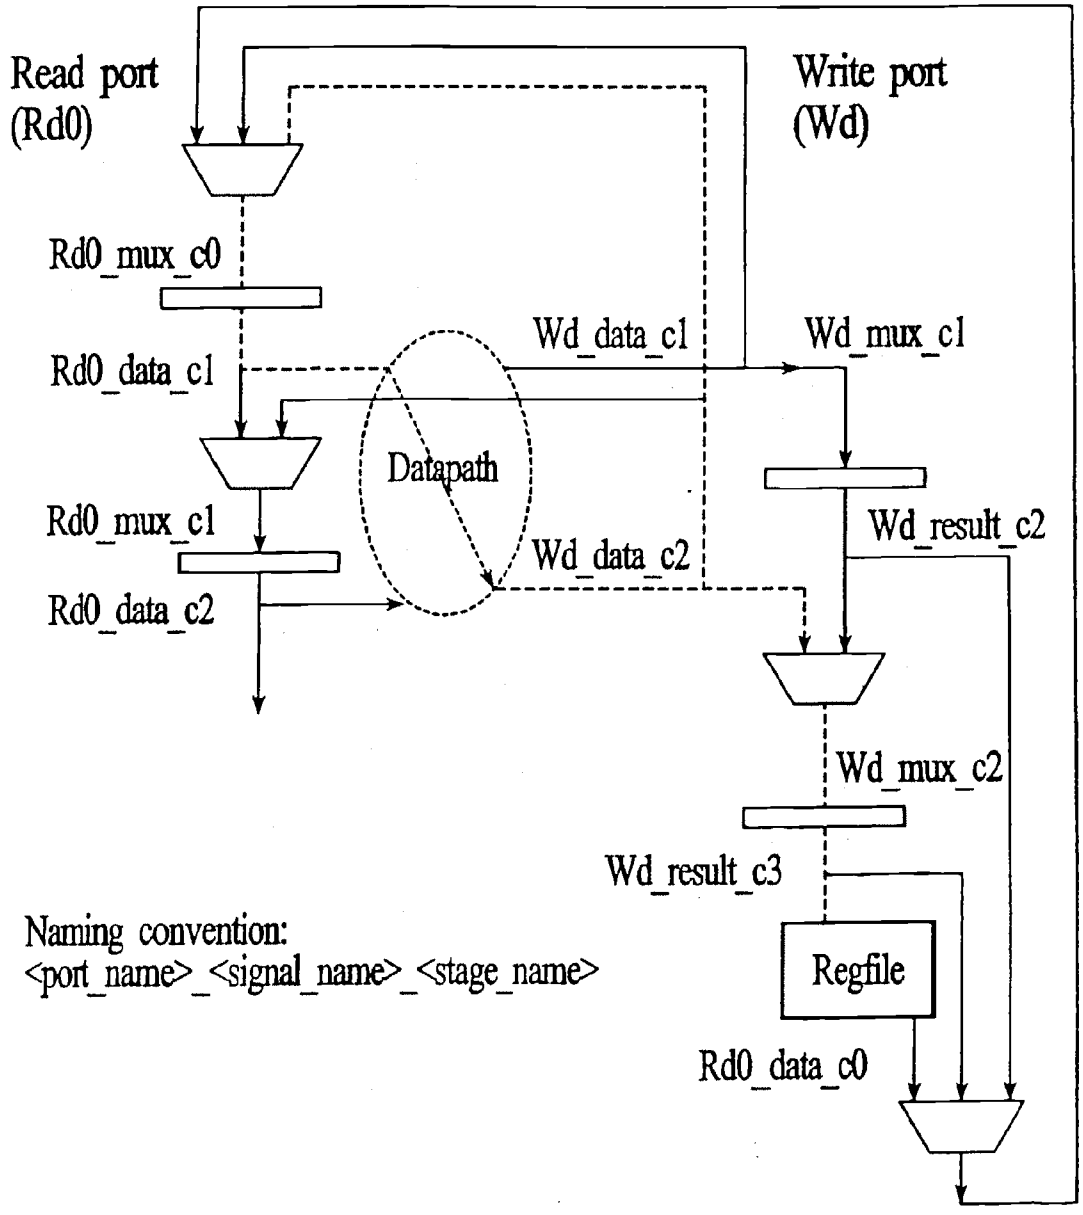 Read port
(Rd0)
Write port
(Wd)
Rd0_mux_c0
Wd_data_c1
Wd_mux_c1
Rd0_data_c1
Datapath
Rd0_mux_c1
Wd_result_c2
Wd_data_c2
Rd0_data_c2
Wd_mux_c2
Wd_result_c3
Naming convention:
<port_name>_<signal_name>_<stage_name>
Regfile
Rd0_data_c0